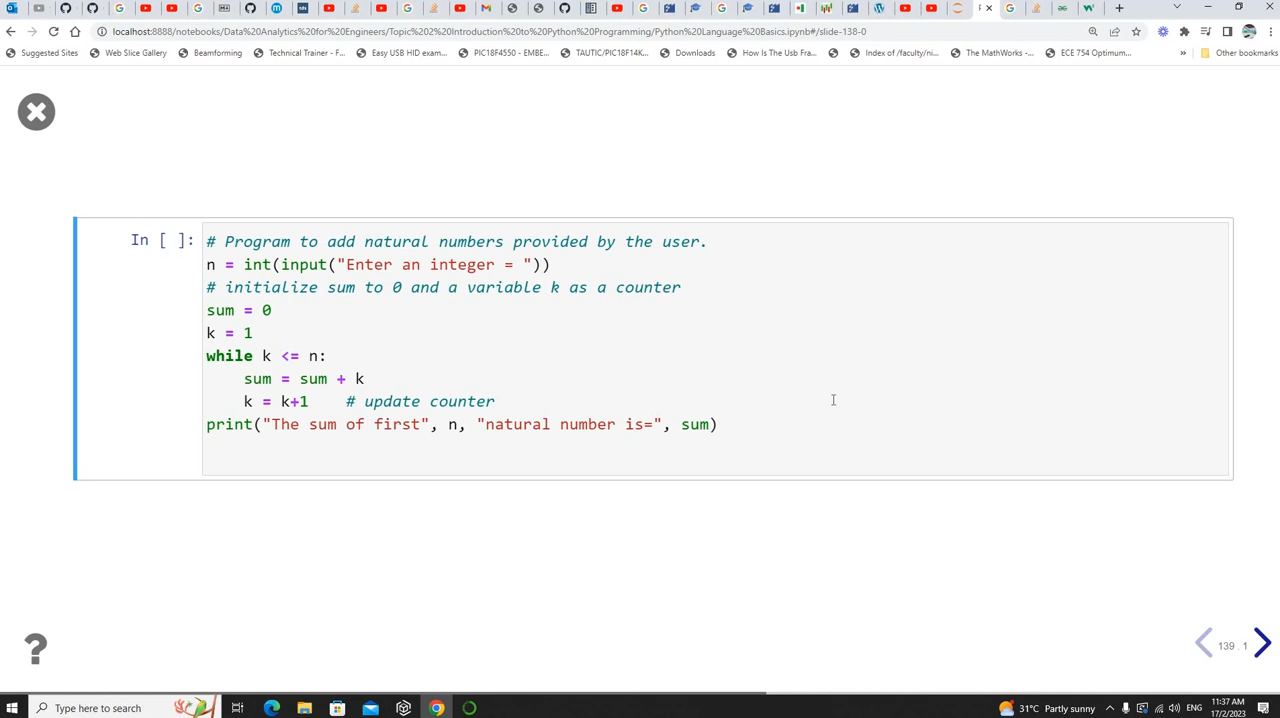 localhost:8888/notebooks/Data%20Analytics%20for%20Engineers/Topic%202%20Introduction%20to%20Python%20Programming/Python%20Language%20Basics.ipynb#/slide-138-0
Suggested Sites
Web Slice Gallery
Beamforming
Technical Trainer - F...
Easy USB HID exam...
PIC18F4550 - EMBE...
TAUTIC/PIC18F14K...
Downloads
How Is The Usb Fra...
Index of /faculty/ni...
The MathWorks -...
ECE 754 Optimum...
»
Other bookmarks
In [ ]:
# Program to add natural numbers provided by the user.
n = int(input("Enter an integer = "))
# initialize sum to 0 and a variable k as a counter
sum = 0
k = 1
while k <= n:
    sum = sum + k
    k = k+1    # update counter
print("The sum of first", n, "natural number is=", sum)
?
139 . 1
Type here to search
31°C Partly sunny
ENG
11:37 AM
17/2/2023